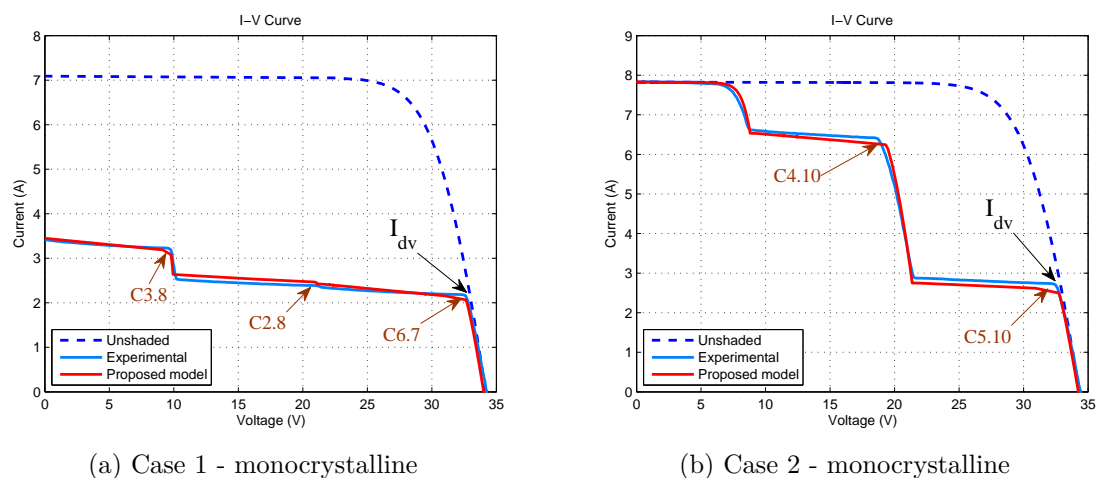 I–V Curve
8
7
6
5
4
3
2
1
0
Current (A)
I
dv
C3.8
C2.8
C6.7
Unshaded
Experimental
Proposed model
0 5 10 15 20 25 30 35
Voltage (V)
(a) Case 1 - monocrystalline
I–V Curve
9
8
7
6
5
4
3
2
1
0
Current (A)
C4.10
I
dv
C5.10
Unshaded
Experimental
Proposed model
0 5 10 15 20 25 30 35
Voltage (V)
(b) Case 2 - monocrystalline